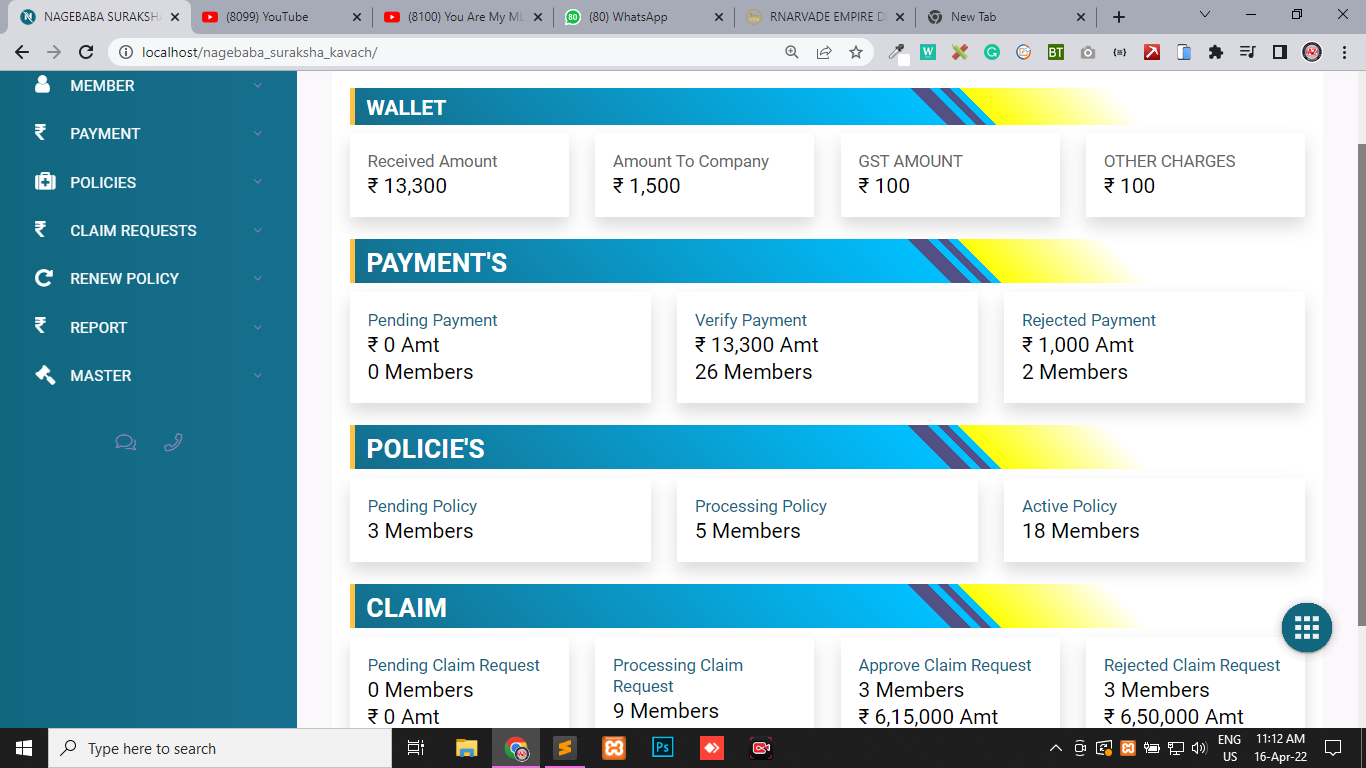 NAGEBABA SURAKSHA
(8099) YouTube
(8100) You Are My
(80) WhatsApp
RNARVADE EMPIRE D
New Tab
localhost/nagebaba_suraksha_kavach/
MEMBER
PAYMENT
POLICIES
CLAIM REQUESTS
RENEW POLICY
REPORT
MASTER
WALLET
Received Amount
₹ 13,300
Amount To Company
₹ 1,500
GST AMOUNT
₹ 100
OTHER CHARGES
₹ 100
PAYMENT'S
Pending Payment
₹ 0 Amt
0 Members
Verify Payment
₹ 13,300 Amt
26 Members
Rejected Payment
₹ 1,000 Amt
2 Members
POLICIE'S
Pending Policy
3 Members
Processing Policy
5 Members
Active Policy
18 Members
CLAIM
Pending Claim Request
0 Members
₹ 0 Amt
Processing Claim
Request
9 Members
Approve Claim Request
3 Members
₹ 6,15,000 Amt
Rejected Claim Request
3 Members
₹ 6,50,000 Amt
Type here to search
Ps
ENG
US
11:12 AM
16-Apr-22